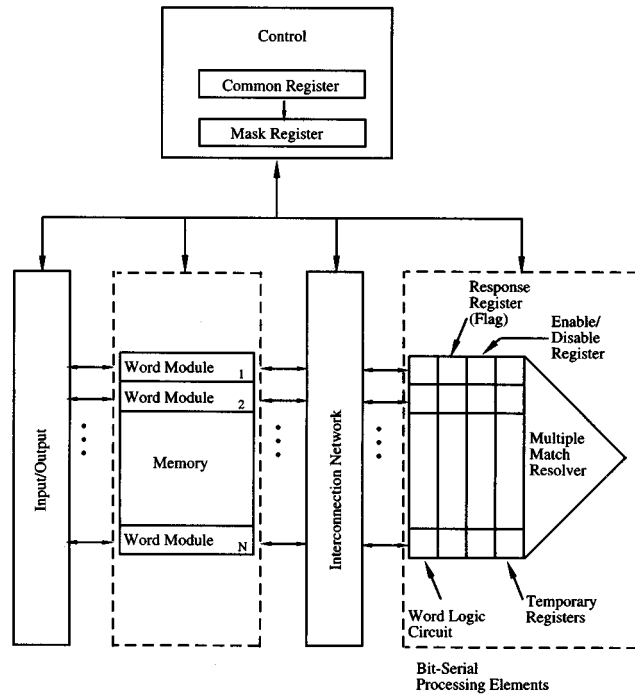 Control
Common Register
Mask Register
Response
Register
(Flag)
Enable/
Disable
Register
Input/Output
Word Module 1
Word Module 2
Memory
Word Module N
Interconnection Network
Multiple
Match
Resolver
Word Logic
Circuit
Temporary
Registers
Bit-Serial
Processing Elements